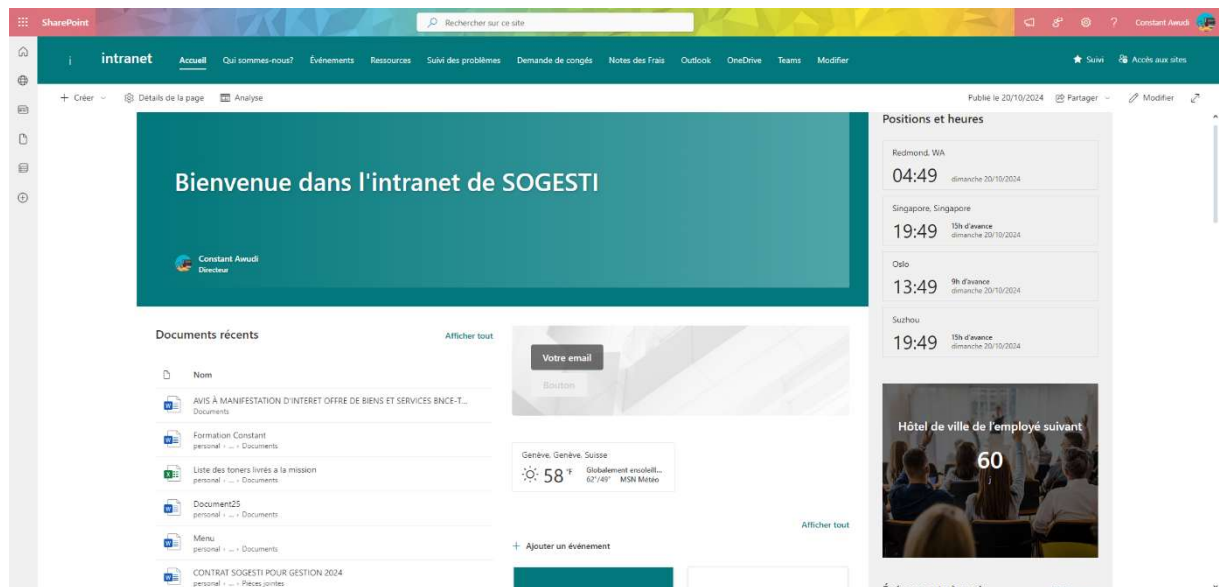 SharePoint
Rechercher sur ce site
?
Constant Awudi
i
intranet
Accueil
Qui sommes-nous?
Événements
Ressources
Suivi des problèmes
Demande de congés
Notes des Frais
Outlook
OneDrive
Teams
Modifier
Suivi
Accès aux sites
+ Créer
Détails de la page
Analyse
Publié le 20/10/2024
Partager
Modifier
Bienvenue dans l'intranet de SOGESTI
Constant Awudi
Directeur
Documents récents
Afficher tout
Nom
AVIS À MANIFESTATION D'INTERET OFFRE DE BIENS ET SERVICES BNCE-T...
Documents
Formation Constant
personal › ... › Documents
Liste des toners livrés a la mission
personal › ... › Documents
Document25
personal › ... › Documents
Menu
personal › ... › Documents
CONTRAT SOGESTI POUR GESTION 2024
personal › ... › Pièces jointes
Votre email
Bouton
Genève, Genève, Suisse
58 °F
Globalement ensoleill...
62°/49° MSN Météo
Afficher tout
+ Ajouter un événement
Positions et heures
Redmond, WA
04:49
dimanche 20/10/2024
Singapore, Singapore
19:49
15h d'avance
dimanche 20/10/2024
Oslo
13:49
9h d'avance
dimanche 20/10/2024
Suzhou
19:49
15h d'avance
dimanche 20/10/2024
Hôtel de ville de l'employé suivant
60
j